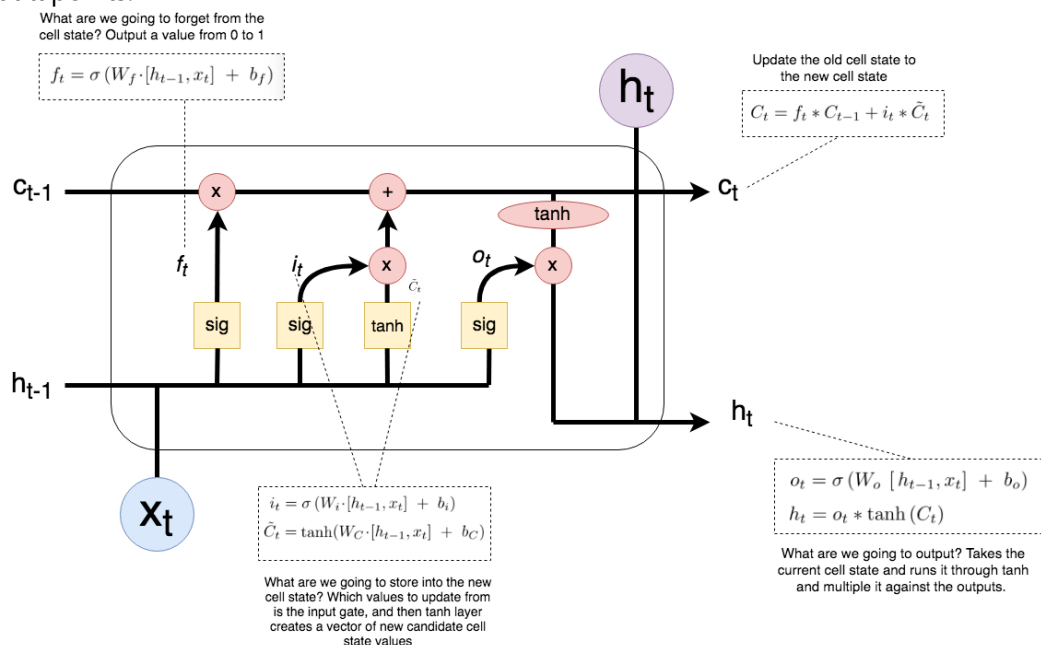 What are we going to forget from the
cell state? Output a value from 0 to 1
f_t = σ (W_f·[h_{t−1}, x_t] + b_f)
Update the old cell state to
the new cell state
C_t = f_t * C_{t−1} + i_t * C̃_t
h_t
c_{t-1}
x
+
c_t
tanh
f_t
i_t
x
C̃_t
o_t
x
sig
sig
tanh
sig
h_{t-1}
h_t
x_t
i_t = σ (W_i·[h_{t−1}, x_t] + b_i)
C̃_t = tanh(W_C·[h_{t−1}, x_t] + b_C)
What are we going to store into the new
cell state? Which values to update from
is the input gate, and then tanh layer
creates a vector of new candidate cell
state values
o_t = σ (W_o [h_{t−1}, x_t] + b_o)
h_t = o_t * tanh (C_t)
What are we going to output? Takes the
current cell state and runs it through tanh
and multiple it against the outputs.